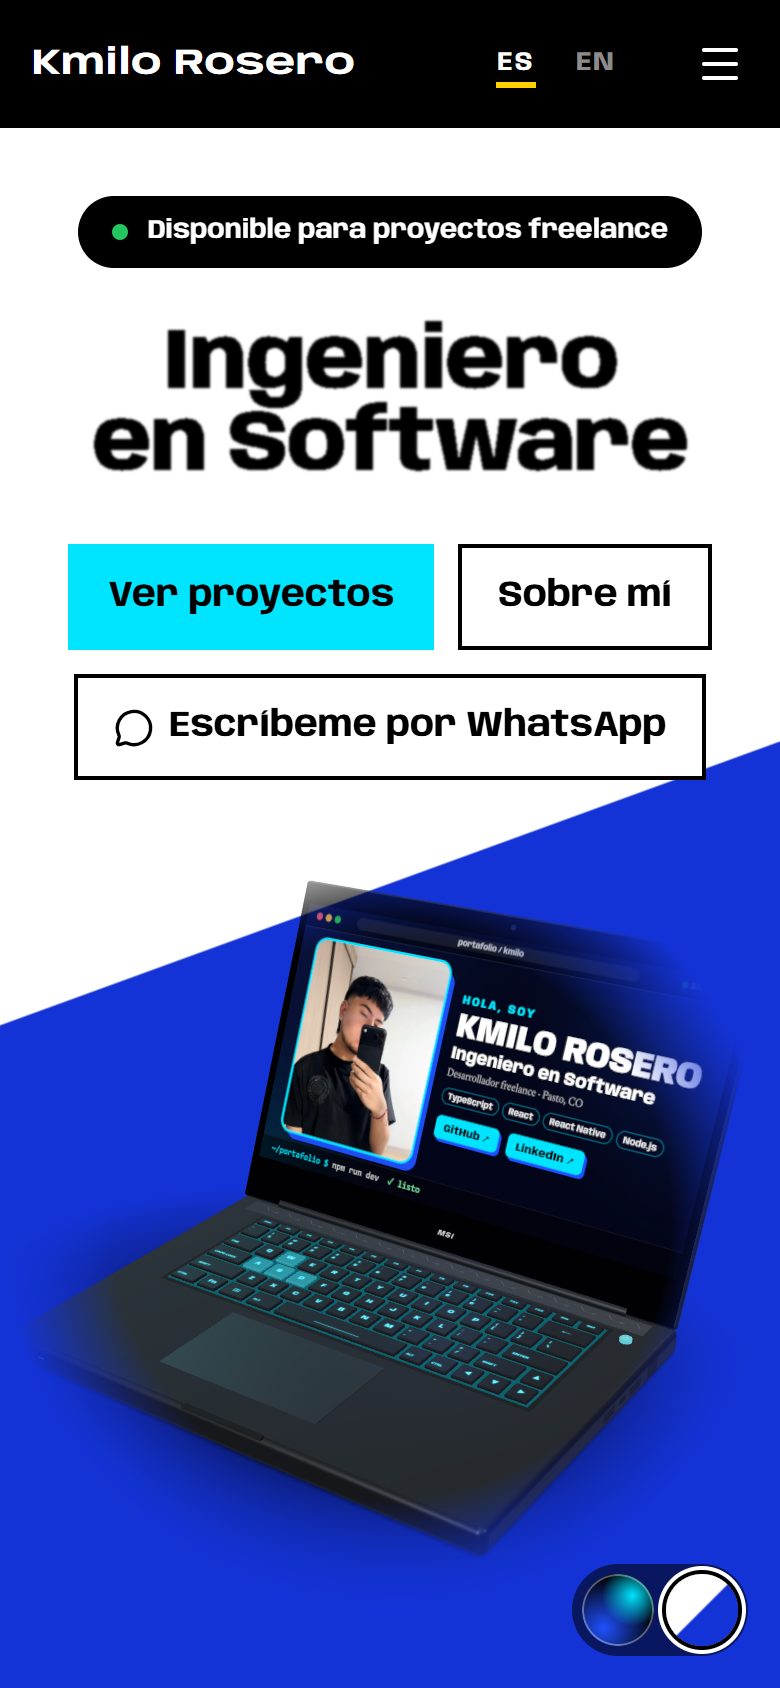 Kmilo Rosero
ES EN
Disponible para proyectos freelance
Ingeniero
en Software
Ver proyectos
Sobre mí
Escríbeme por WhatsApp
portafolio / kmilo
HOLA, SOY
KMILO ROSERO
Ingeniero en Software
Desarrollador freelance · Pasto, CO
TypeScript React React Native Node.js
GitHub ↗ LinkedIn ↗
~/portafolio $ npm run dev ✓ listo
MSI